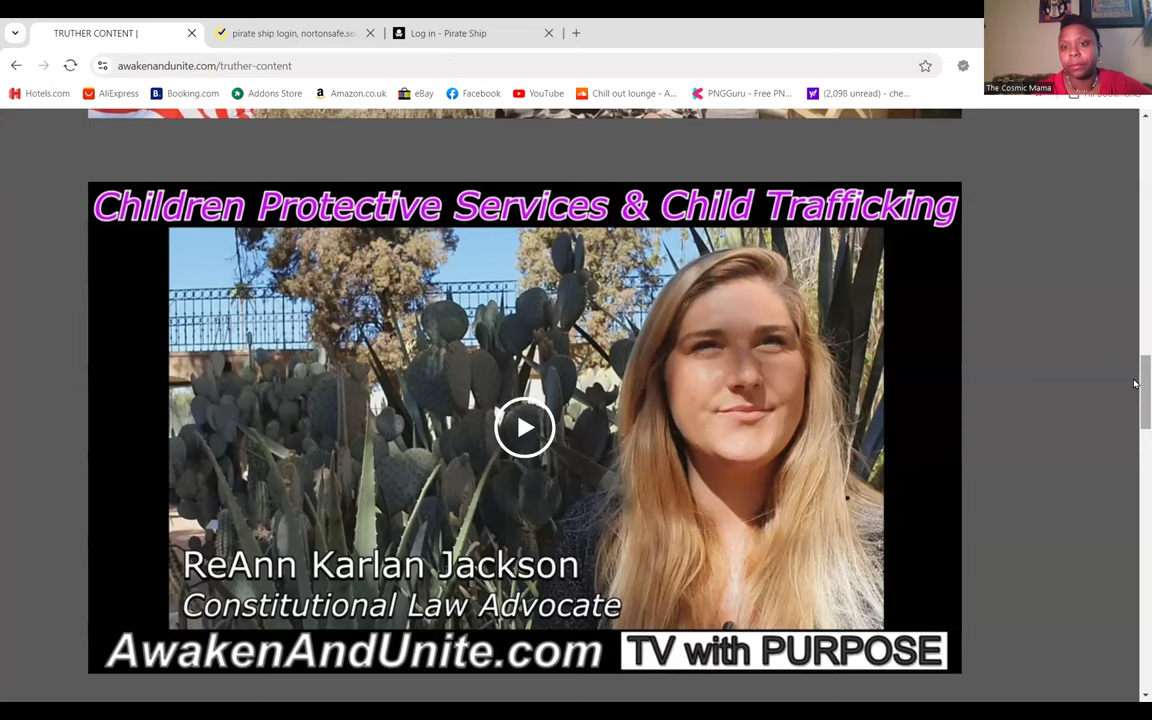 TRUTHER CONTENT |
pirate ship login, nortonsafe.se
Log in - Pirate Ship
awakenandunite.com/truther-content
The Cosmic Mama
Hotels.com
AliExpress
Booking.com
Addons Store
Amazon.co.uk
eBay
Facebook
YouTube
Chill out lounge - A...
PNGGuru - Free PN...
(2,098 unread) - che...
Children Protective Services & Child Trafficking
ReAnn Karlan Jackson
Constitutional Law Advocate
AwakenAndUnite.com
TV with PURPOSE